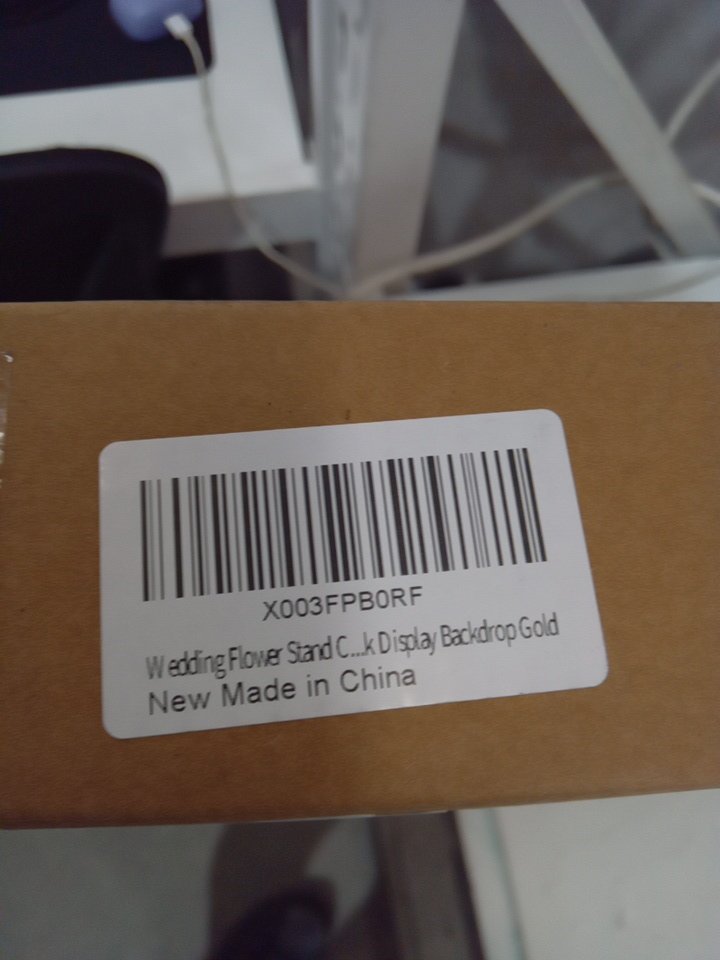 X003FPB0RF
Wedding Flower Stand C...k Display Backdrop Gold
New Made in China